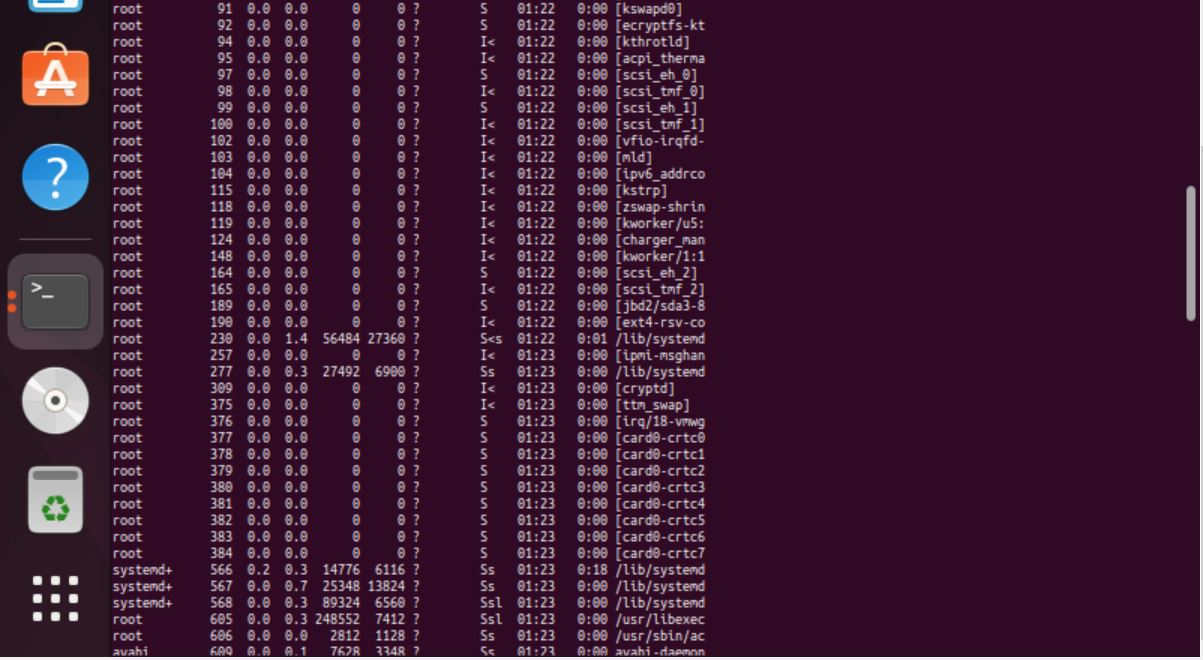 root 91 0.0 0.0 0 0 ? S 01:22 0:00 [kswapd0]
root 92 0.0 0.0 0 0 ? S 01:22 0:00 [ecryptfs-kt
root 94 0.0 0.0 0 0 ? I< 01:22 0:00 [kthrotld]
root 95 0.0 0.0 0 0 ? I< 01:22 0:00 [acpi_therma
root 97 0.0 0.0 0 0 ? S 01:22 0:00 [scsi_eh_0]
root 98 0.0 0.0 0 0 ? I< 01:22 0:00 [scsi_tmf_0]
root 99 0.0 0.0 0 0 ? S 01:22 0:00 [scsi_eh_1]
root 100 0.0 0.0 0 0 ? I< 01:22 0:00 [scsi_tmf_1]
root 102 0.0 0.0 0 0 ? I< 01:22 0:00 [vfio-irqfd-
root 103 0.0 0.0 0 0 ? I< 01:22 0:00 [mld]
root 104 0.0 0.0 0 0 ? I< 01:22 0:00 [ipv6_addrco
root 115 0.0 0.0 0 0 ? I< 01:22 0:00 [kstrp]
root 118 0.0 0.0 0 0 ? I< 01:22 0:00 [zswap-shrin
root 119 0.0 0.0 0 0 ? I< 01:22 0:00 [kworker/u5:
root 124 0.0 0.0 0 0 ? I< 01:22 0:00 [charger_man
root 148 0.0 0.0 0 0 ? I< 01:22 0:00 [kworker/1:1
root 164 0.0 0.0 0 0 ? S 01:22 0:00 [scsi_eh_2]
root 165 0.0 0.0 0 0 ? I< 01:22 0:00 [scsi_tmf_2]
root 189 0.0 0.0 0 0 ? S 01:22 0:00 [jbd2/sda3-8
root 190 0.0 0.0 0 0 ? I< 01:22 0:00 [ext4-rsv-co
root 230 0.0 1.4 56484 27360 ? S<s 01:22 0:01 /lib/systemd
root 257 0.0 0.0 0 0 ? I< 01:23 0:00 [ipmi-msghan
root 277 0.0 0.3 27492 6900 ? Ss 01:23 0:00 /lib/systemd
root 309 0.0 0.0 0 0 ? I< 01:23 0:00 [cryptd]
root 375 0.0 0.0 0 0 ? I< 01:23 0:00 [ttm_swap]
root 376 0.0 0.0 0 0 ? S 01:23 0:00 [irq/18-vmwg
root 377 0.0 0.0 0 0 ? S 01:23 0:00 [card0-crtc0
root 378 0.0 0.0 0 0 ? S 01:23 0:00 [card0-crtc1
root 379 0.0 0.0 0 0 ? S 01:23 0:00 [card0-crtc2
root 380 0.0 0.0 0 0 ? S 01:23 0:00 [card0-crtc3
root 381 0.0 0.0 0 0 ? S 01:23 0:00 [card0-crtc4
root 382 0.0 0.0 0 0 ? S 01:23 0:00 [card0-crtc5
root 383 0.0 0.0 0 0 ? S 01:23 0:00 [card0-crtc6
root 384 0.0 0.0 0 0 ? S 01:23 0:00 [card0-crtc7
systemd+ 566 0.2 0.3 14776 6116 ? Ss 01:23 0:18 /lib/systemd
systemd+ 567 0.0 0.7 25348 13824 ? Ss 01:23 0:00 /lib/systemd
systemd+ 568 0.0 0.3 89324 6560 ? Ssl 01:23 0:00 /lib/systemd
root 605 0.0 0.3 248552 7412 ? Ssl 01:23 0:00 /usr/libexec
root 606 0.0 0.0 2812 1128 ? Ss 01:23 0:00 /usr/sbin/ac
avahi 609 0.0 0.1 7628 3348 ? Ss 01:23 0:00 avahi-daemon